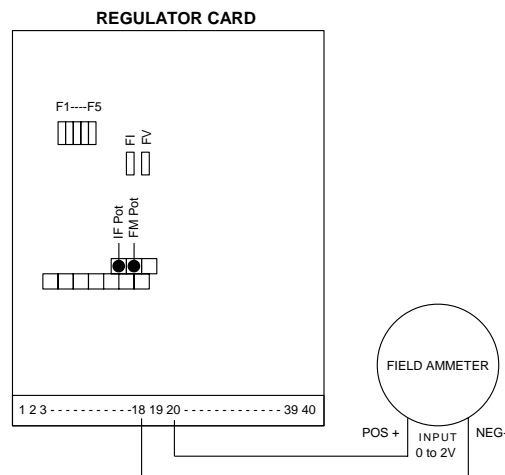 REGULATOR CARD
F1----F5
FI
FV
IF Pot
FM Pot
FIELD AMMETER
1 2 3 - - - - - - - - - - -18 19 20- - - - - - - - - - - - - - 39 40
POS + INPUT NEG-
0 to 2V